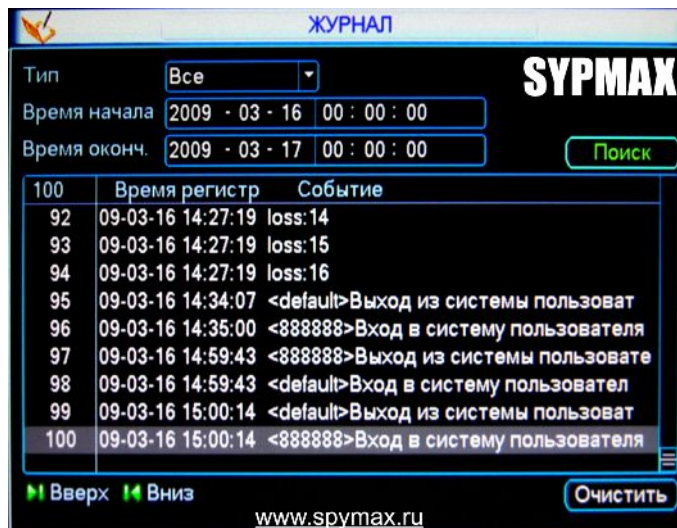 ЖУРНАЛ
SYPMAX
Тип Все
Время начала 2009 - 03 - 16 00 : 00 : 00
Время оконч. 2009 - 03 - 17 00 : 00 : 00
Поиск
100 Время регистр Событие
92 09-03-16 14:27:19 loss:14
93 09-03-16 14:27:19 loss:15
94 09-03-16 14:27:19 loss:16
95 09-03-16 14:34:07 <default>Выход из системы пользоват
96 09-03-16 14:35:00 <888888>Вход в систему пользователя
97 09-03-16 14:59:43 <888888>Выход из системы пользовате
98 09-03-16 14:59:43 <default>Вход в систему пользовател
99 09-03-16 15:00:14 <default>Выход из системы пользоват
100 09-03-16 15:00:14 <888888>Вход в систему пользователя
Вверх Вниз
Очистить
www.spymax.ru